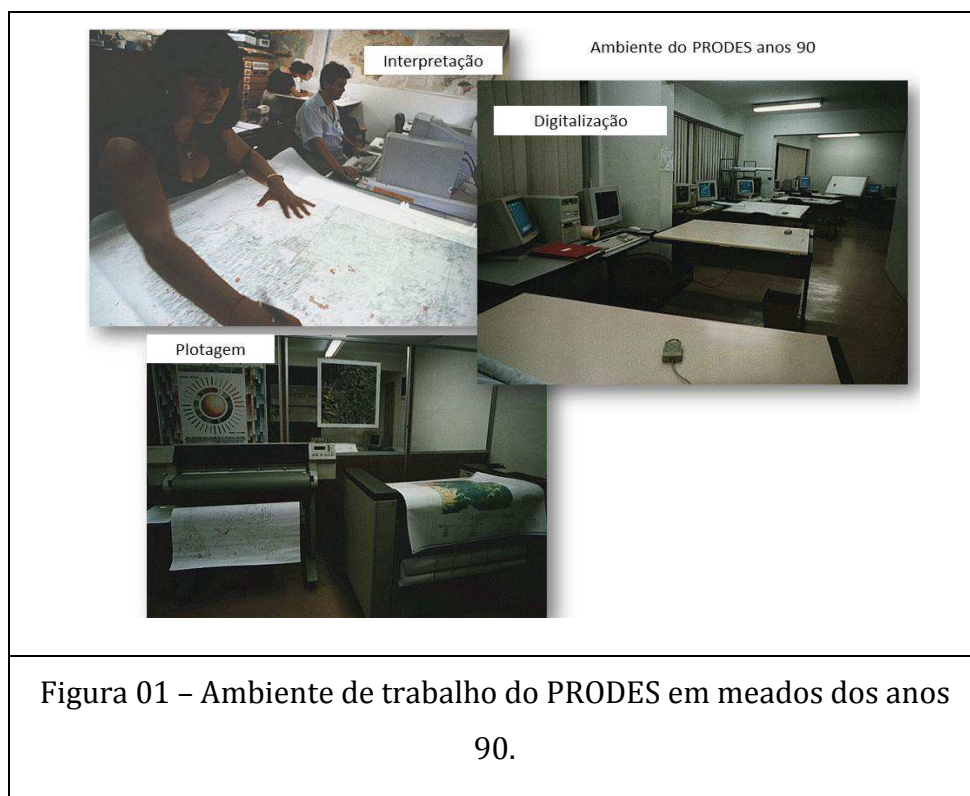 Ambiente do PRODES anos 90
Interpretação
Digitalização
Plotagem
Figura 01 – Ambiente de trabalho do PRODES em meados dos anos
90.